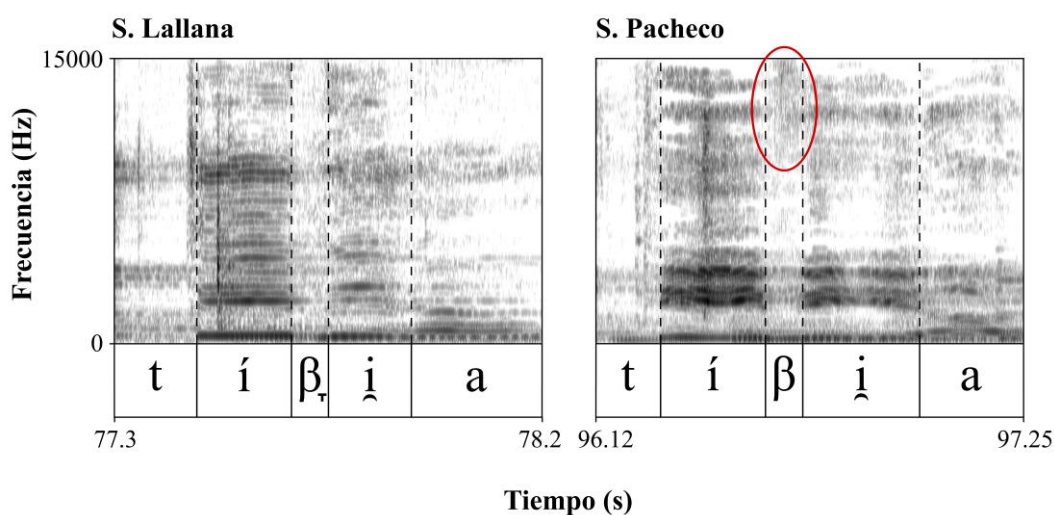 S. Lallana
S. Pacheco
Frecuencia (Hz)
15000
0
t í β̞ i̯ a
t í β i̯ a
77.3
78.2
96.12
97.25
Tiempo (s)